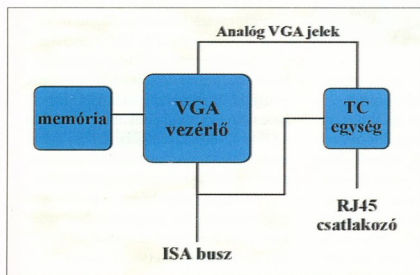 Analóg VGA jelek
memória
VGA
vezérlő
TC
egység
RJ45
csatlakozó
ISA busz